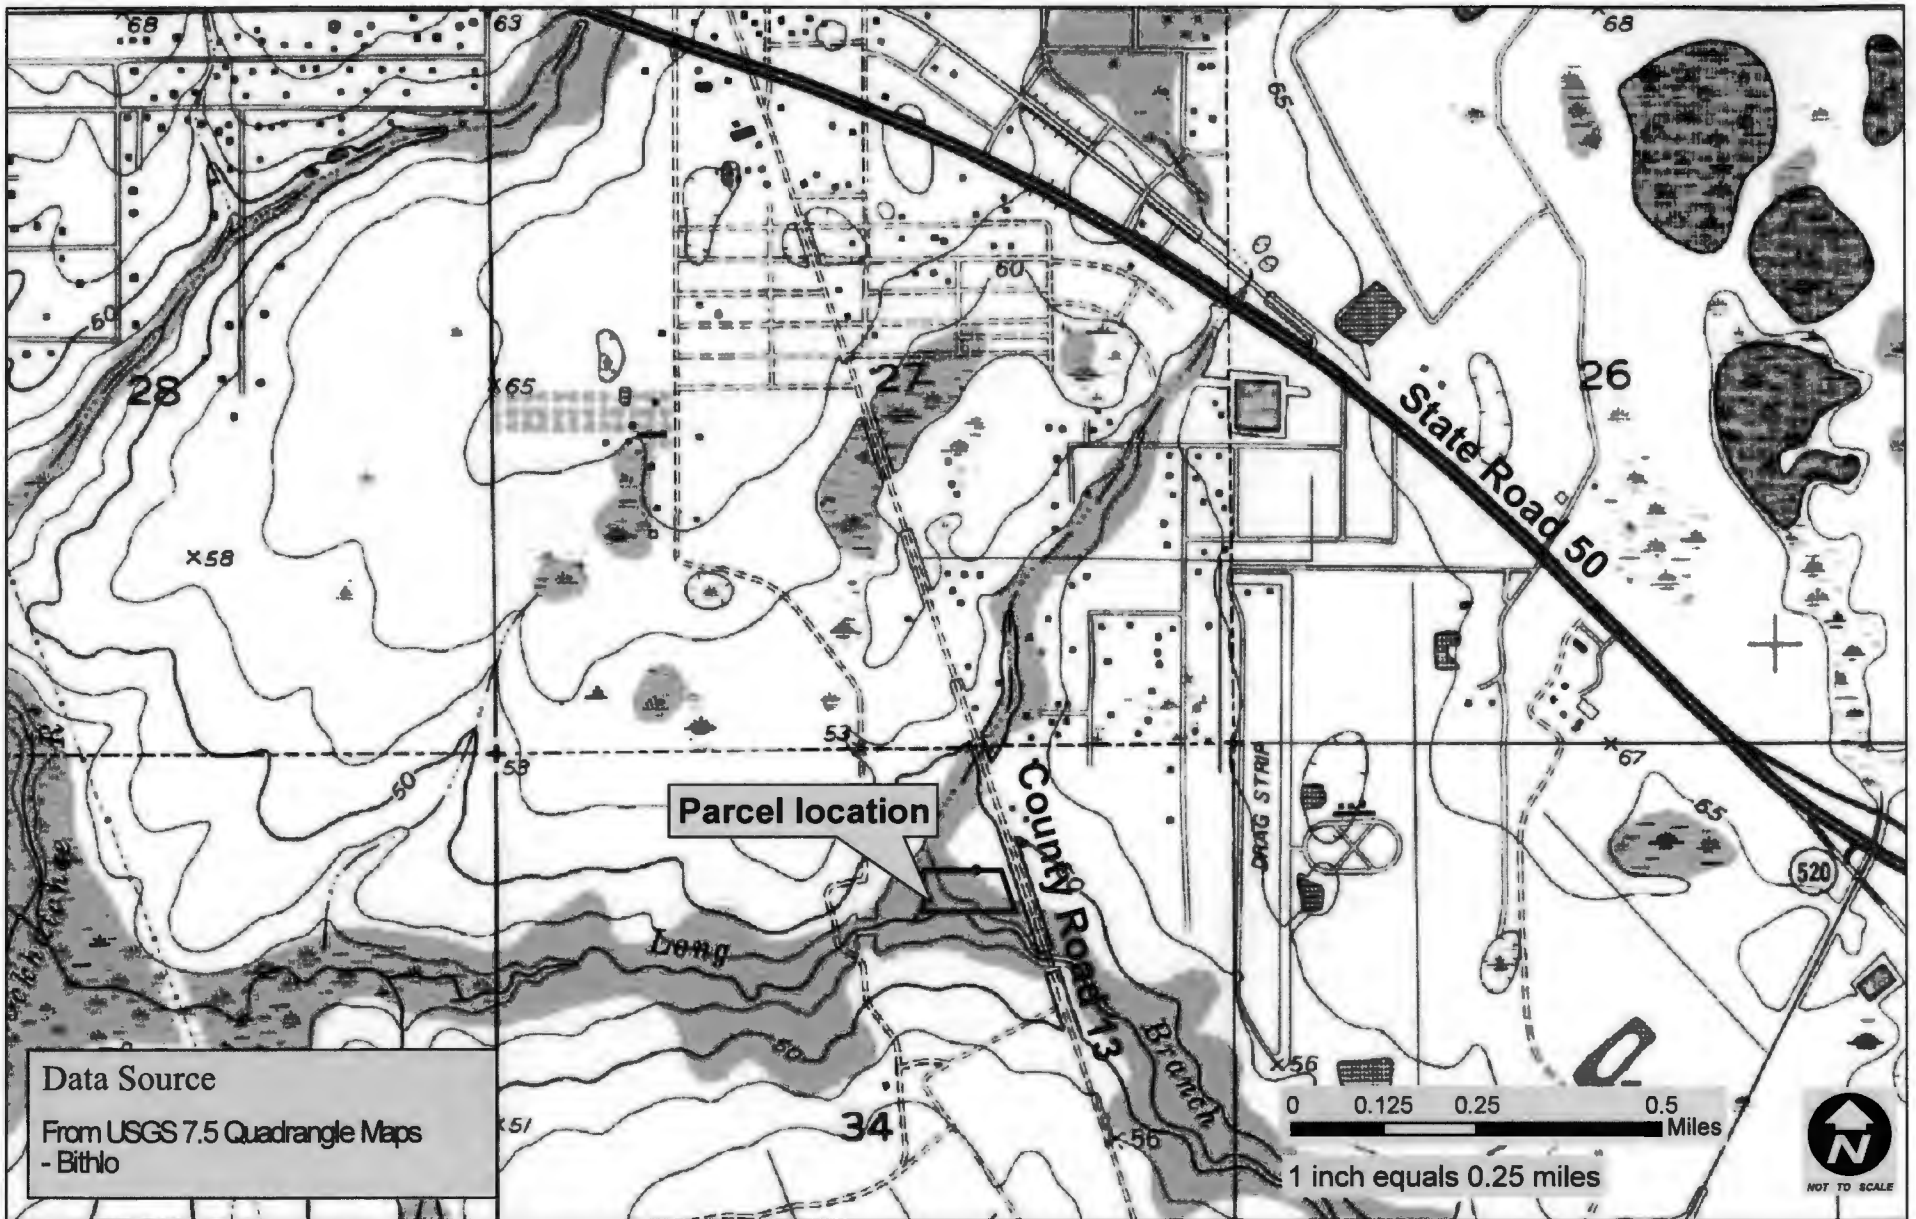 68
63
68
65
60
50
28
65
27
26
State Road 50
58
53
53
67
50
R
Parcel location
County Road 13
DRAG STRIP
65
520
Long
Branch
50
56
56
51
34
Data Source
From USGS 7.5 Quadrangle Maps
- Bithlo
0 0.125 0.25 0.5
Miles
1 inch equals 0.25 miles
N
NOT TO SCALE